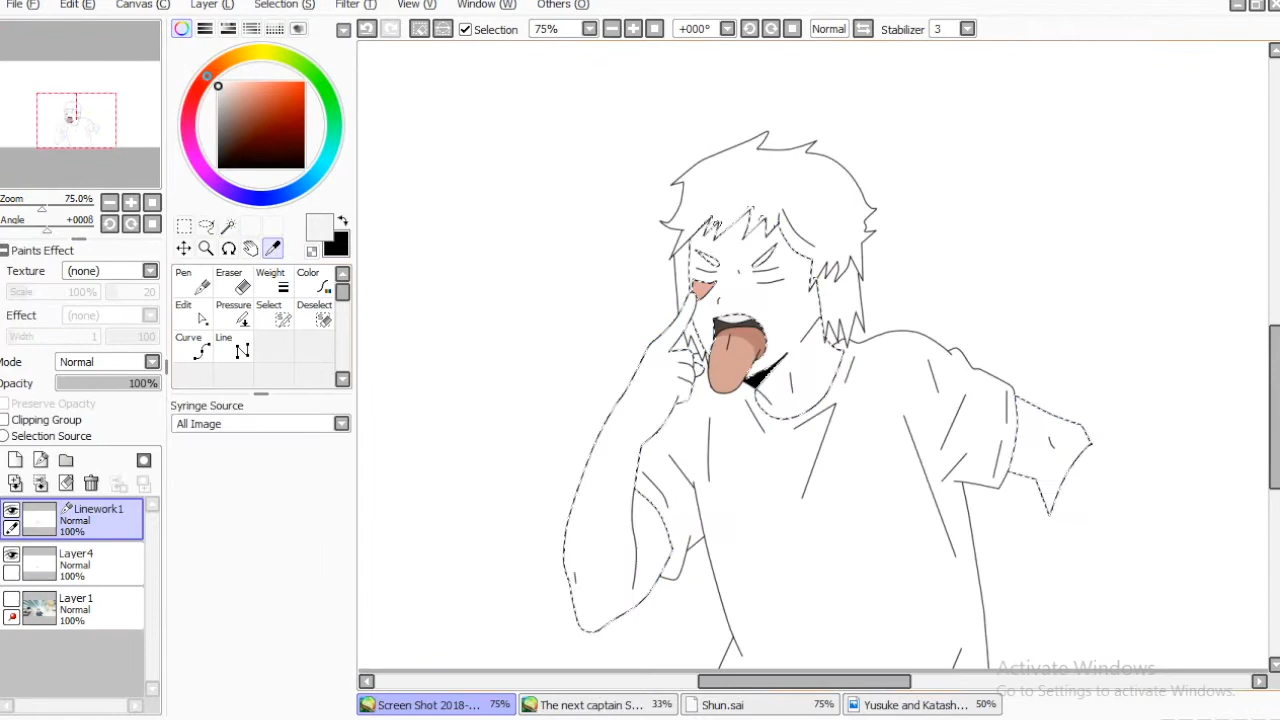 File (F) Edit (E) Canvas (C) Layer (L) Selection (S) Filter (T) View (V) Window (W) Others (O)
Selection 75% +000° Normal Stabilizer 3
Zoom 75.0%
Angle +000ß
Paints Effect
Texture (none)
Scale 100% 20
Effect (none)
Width 1 100
Mode Normal
Opacity 100%
Preserve Opacity
Clipping Group
Selection Source
Linework1
Normal
100%
Layer4
Normal
100%
Layer1
Normal
100%
Pen Eraser Weight Color
Edit Pressure Select Deselect
Curve Line
Syringe Source
All Image
Activate Windows
Go to Settings to activate Windows.
Screen Shot 2018-... 75% The next captain S... 33% Shun.sai 75% Yusuke and Katash... 50%